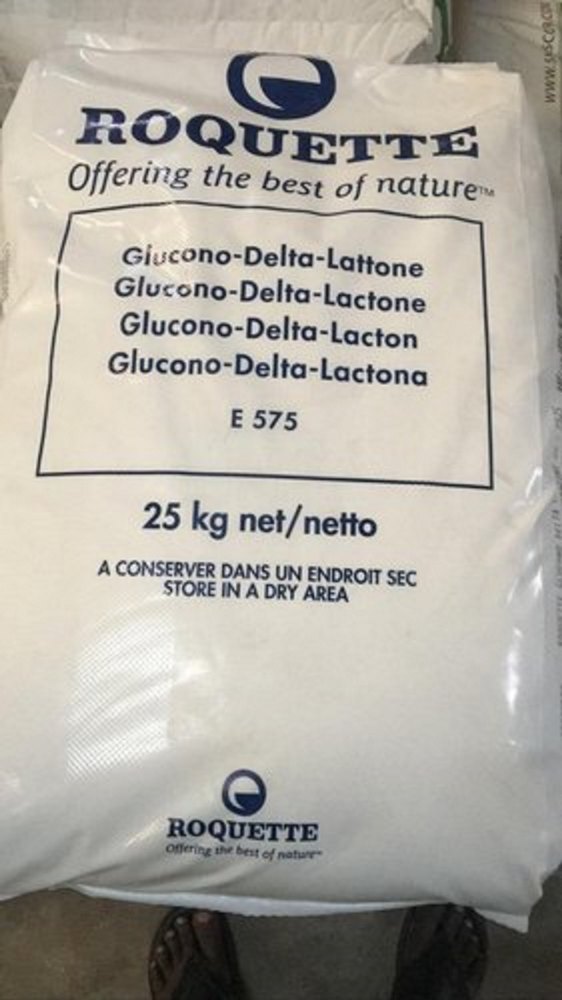 ROQUETTE
Offering the best of nature™
Glucono-Delta-Lattone
Glucono-Delta-Lactone
Glucono-Delta-Lacton
Glucono-Delta-Lactona
E 575
25 kg net/netto
A CONSERVER DANS UN ENDROIT SEC
STORE IN A DRY AREA
ROQUETTE
Offering the best of nature™